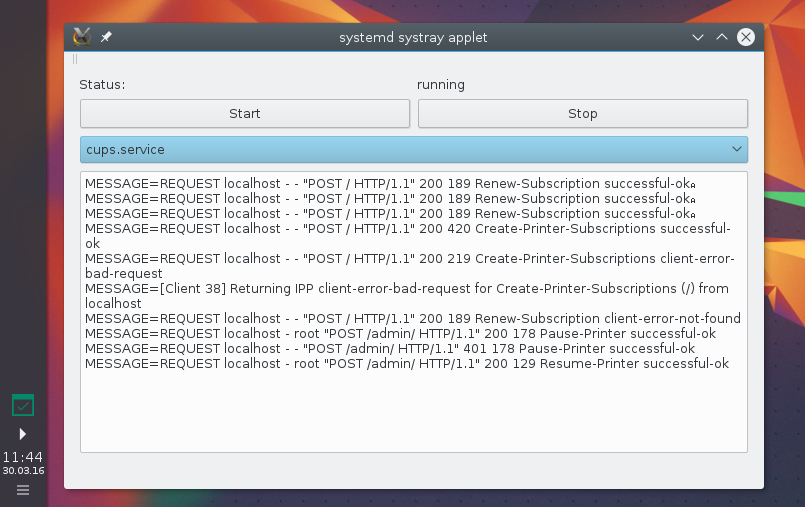 systemd systray applet
Status:
running
Start
Stop
cups.service
MESSAGE=REQUEST localhost - - "POST / HTTP/1.1" 200 189 Renew-Subscription successful-ok
MESSAGE=REQUEST localhost - - "POST / HTTP/1.1" 200 189 Renew-Subscription successful-ok
MESSAGE=REQUEST localhost - - "POST / HTTP/1.1" 200 189 Renew-Subscription successful-ok
MESSAGE=REQUEST localhost - - "POST / HTTP/1.1" 200 420 Create-Printer-Subscriptions successful-
ok
MESSAGE=REQUEST localhost - - "POST / HTTP/1.1" 200 219 Create-Printer-Subscriptions client-error-
bad-request
MESSAGE=[Client 38] Returning IPP client-error-bad-request for Create-Printer-Subscriptions (/) from
localhost
MESSAGE=REQUEST localhost - - "POST / HTTP/1.1" 200 189 Renew-Subscription client-error-not-found
MESSAGE=REQUEST localhost - root "POST /admin/ HTTP/1.1" 200 178 Pause-Printer successful-ok
MESSAGE=REQUEST localhost - - "POST /admin/ HTTP/1.1" 401 178 Pause-Printer successful-ok
MESSAGE=REQUEST localhost - root "POST /admin/ HTTP/1.1" 200 129 Resume-Printer successful-ok
11:44
30.03.16